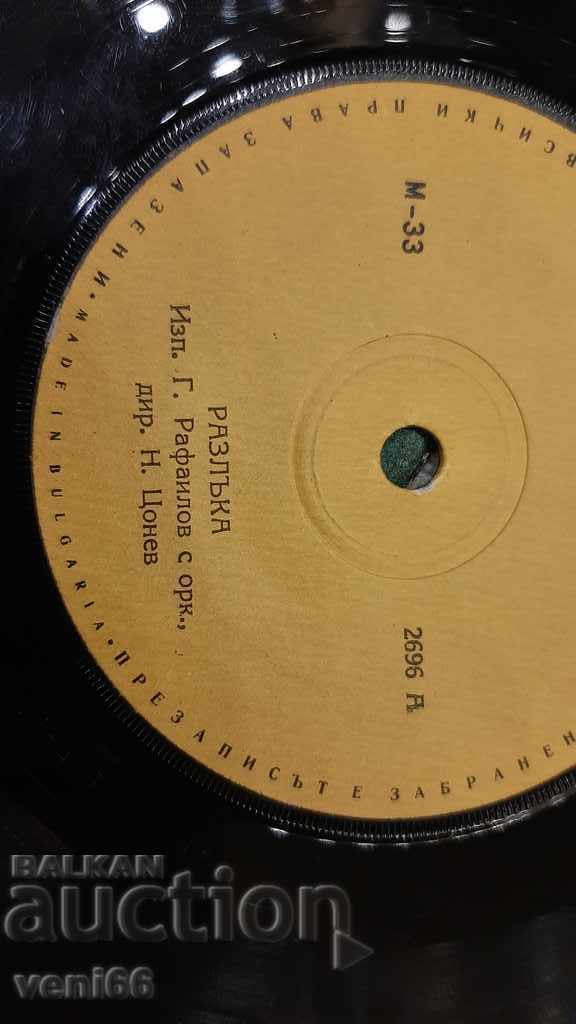 М-33
2696 А
РАЗЛЪКА
Изп. Г. Рафаилов с орк.,
дир. Н. Цонев
ВСИЧКИ ПРАВА ЗАПАЗЕНИ • MADE IN BULGARIA • ПРЕЗАПИСЪТ Е ЗАБРАНЕН
BALKAN
auction
veni66